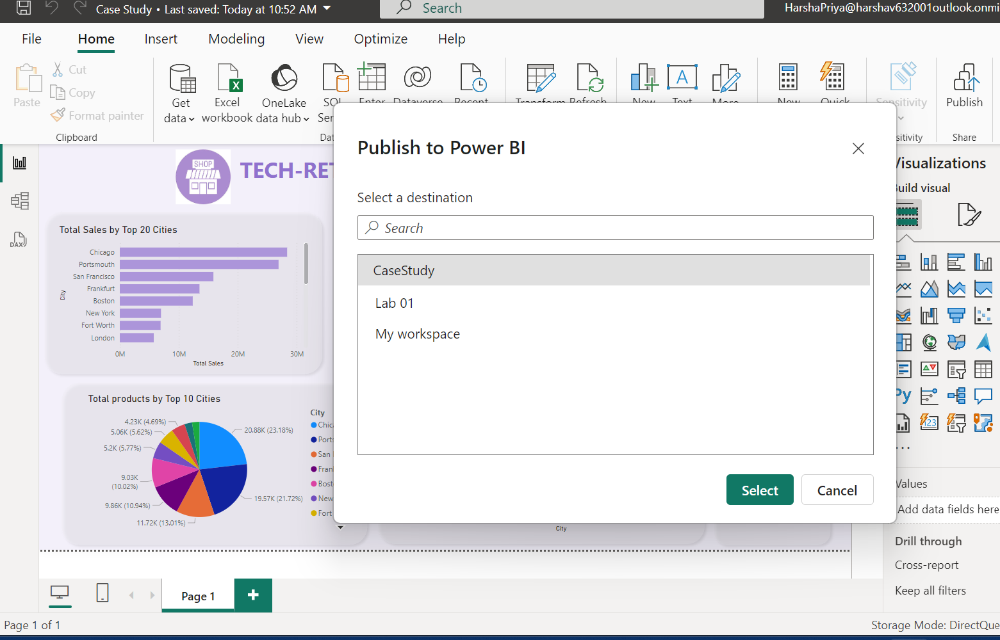 Case Study • Last saved: Today at 10:52 AM
Search
HarshaPriya@harshav632001outlook.onmi
File
Home
Insert
Modeling
View
Optimize
Help
Paste
Cut
Copy
Format painter
Clipboard
Get
data
Excel
workbook
OneLake
data hub
SQL
Ser
Enter
Dataverse
Recent
Dat
Transform
Refresh
New
Text
More
New
Quick
Sensitivity
sitivity
Publish
Share
SHOP
TECH-RET
Total Sales by Top 20 Cities
City
Chicago
Portsmouth
San Francisco
Frankfurt
Boston
New York
Fort Worth
London
0M
10M
20M
30M
Total Sales
Total products by Top 10 Cities
4.23K (4.69%)
5.06K (5.62%)
5.2K (5.77%)
9.03K
(10.02%)
9.86K (10.94%)
11.72K (13.01%)
20.88K (23.18%)
19.57K (21.72%)
City
Chic
Ports
San
Fran
Bost
New
Fort
City
Publish to Power BI
Select a destination
Search
CaseStudy
Lab 01
My workspace
Select
Cancel
Visualizations
uild visual
Py
123
...
Values
Add data fields here
Drill through
Cross-report
Keep all filters
DAX
A
X
Page 1
+
Page 1 of 1
Storage Mode: DirectQue